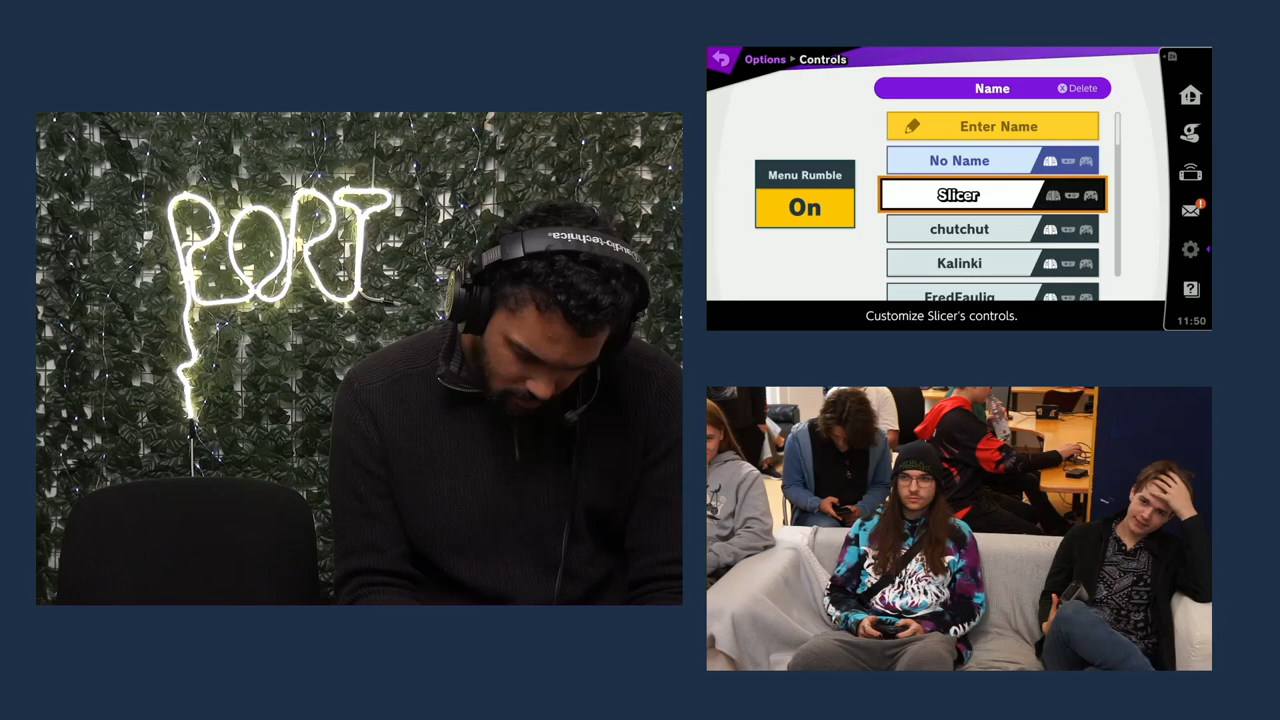 PORT
audio-technica®
Options ▸ Controls
Name
Ⓧ Delete
Enter Name
No Name
Menu Rumble
On
Slicer
chutchut
Kalinki
FredFaulig
Customize Slicer's controls.
11:50